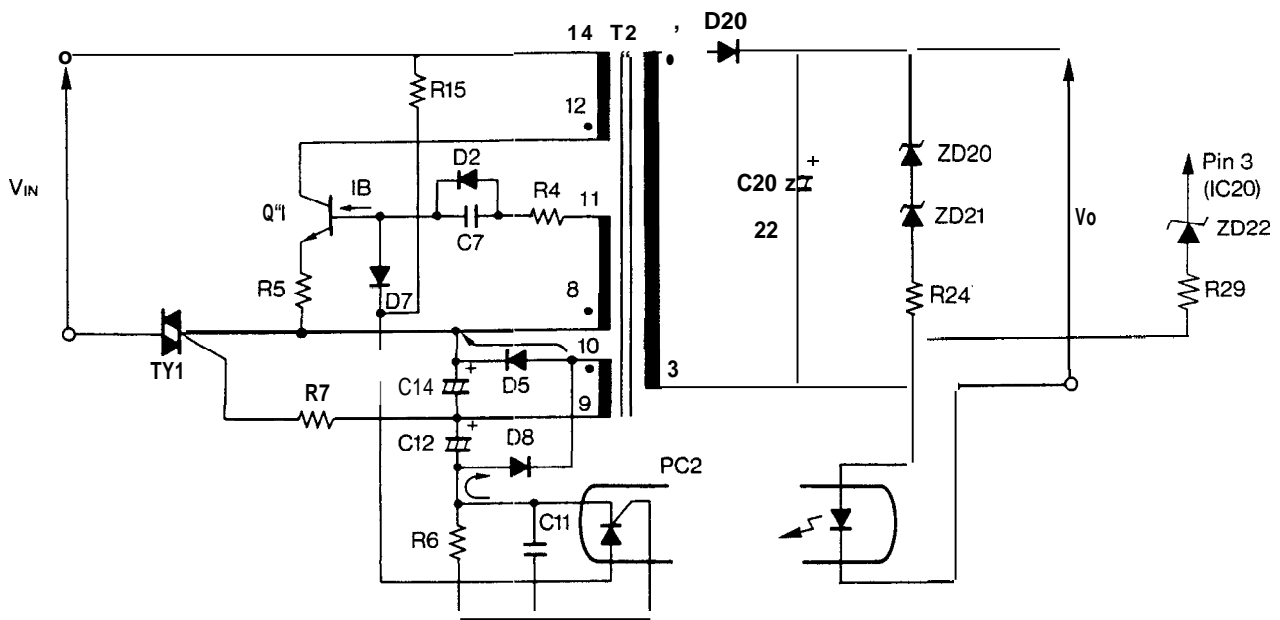 14 T2 , D20
R15
12
D2
ZD20
Pin 3
(IC20)
VIN
IB
R4
11
C20 z
+
Q"I
C7
ZD21
Vo
ZD22
22
R5
D7
8
R24
R29
10
TY1
+
C14
D5
3
R7
9
+
C12
D8
PC2
C11
R6